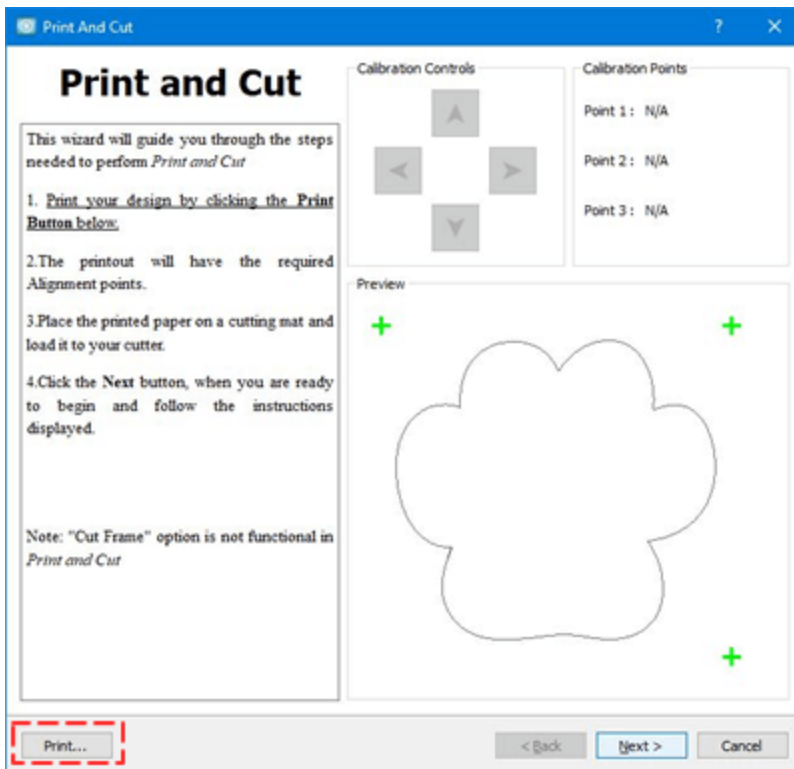 Print And Cut
?
Print and Cut
This wizard will guide you through the steps
needed to perform Print and Cut
1. Print your design by clicking the Print
Button below.
2.The printout will have the required
Alignment points.
3.Place the printed paper on a cutting mat and
load it to your cutter.
4.Click the Next button, when you are ready
to begin and follow the instructions
displayed.
Note: "Cut Frame" option is not functional in
Print and Cut
Calibration Controls
Calibration Points
Point 1 : N/A
Point 2 : N/A
Point 3 : N/A
Preview
Print...
< Back
Next >
Cancel